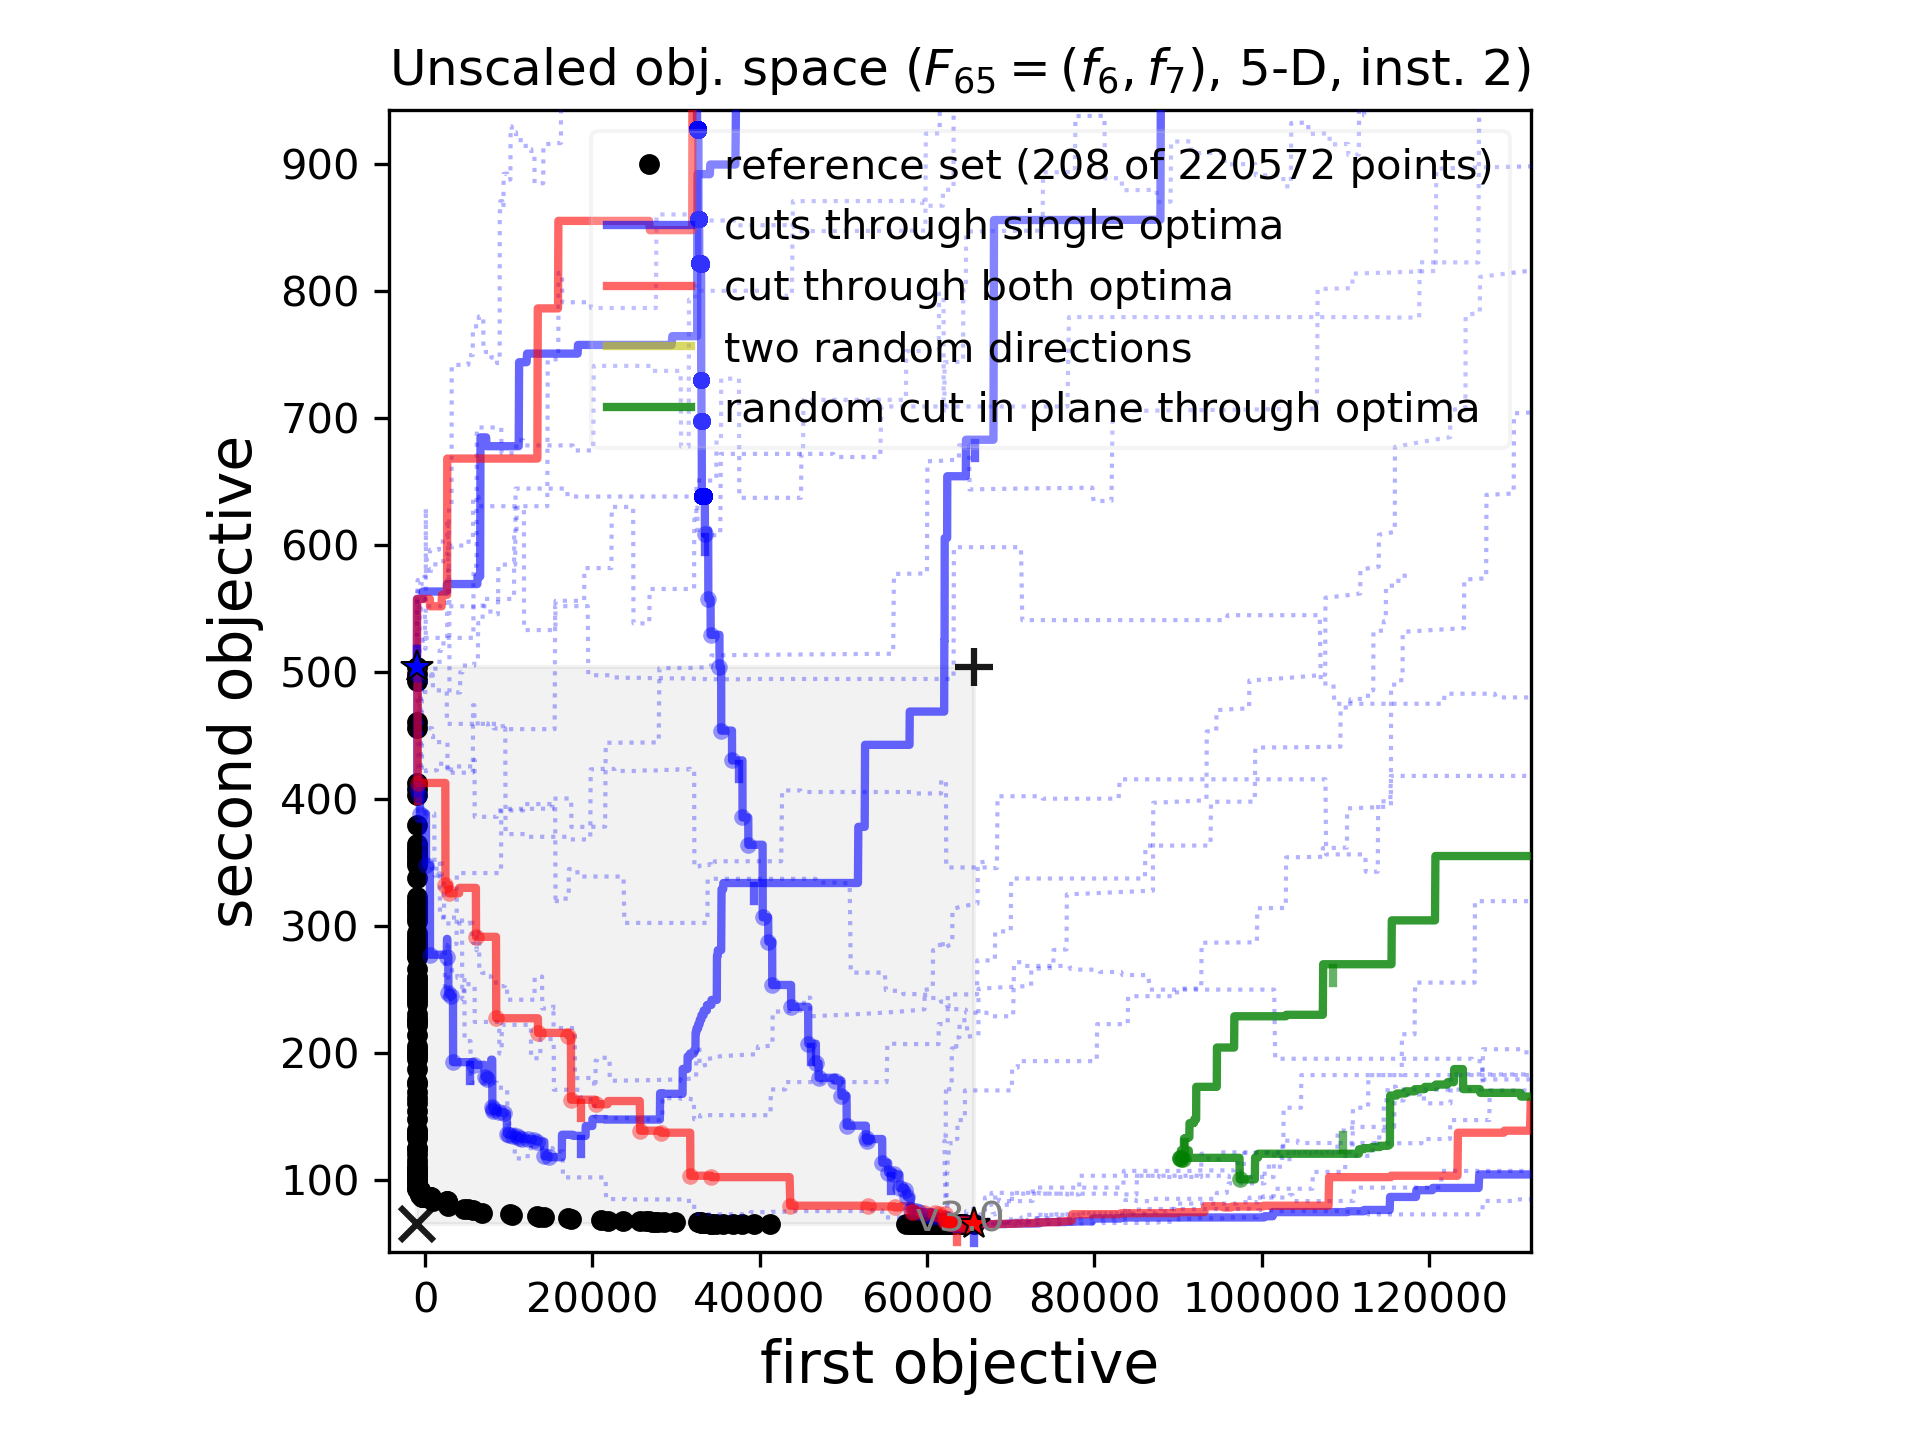 Unscaled obj. space (F₆₅ = (f₆, f₇), 5-D, inst. 2)
reference set (208 of 220572 points)
cuts through single optima
cut through both optima
two random directions
random cut in plane through optima
900
800
700
600
500
400
300
200
100
second objective
v3.0
0 20000 40000 60000 80000 100000 120000
first objective